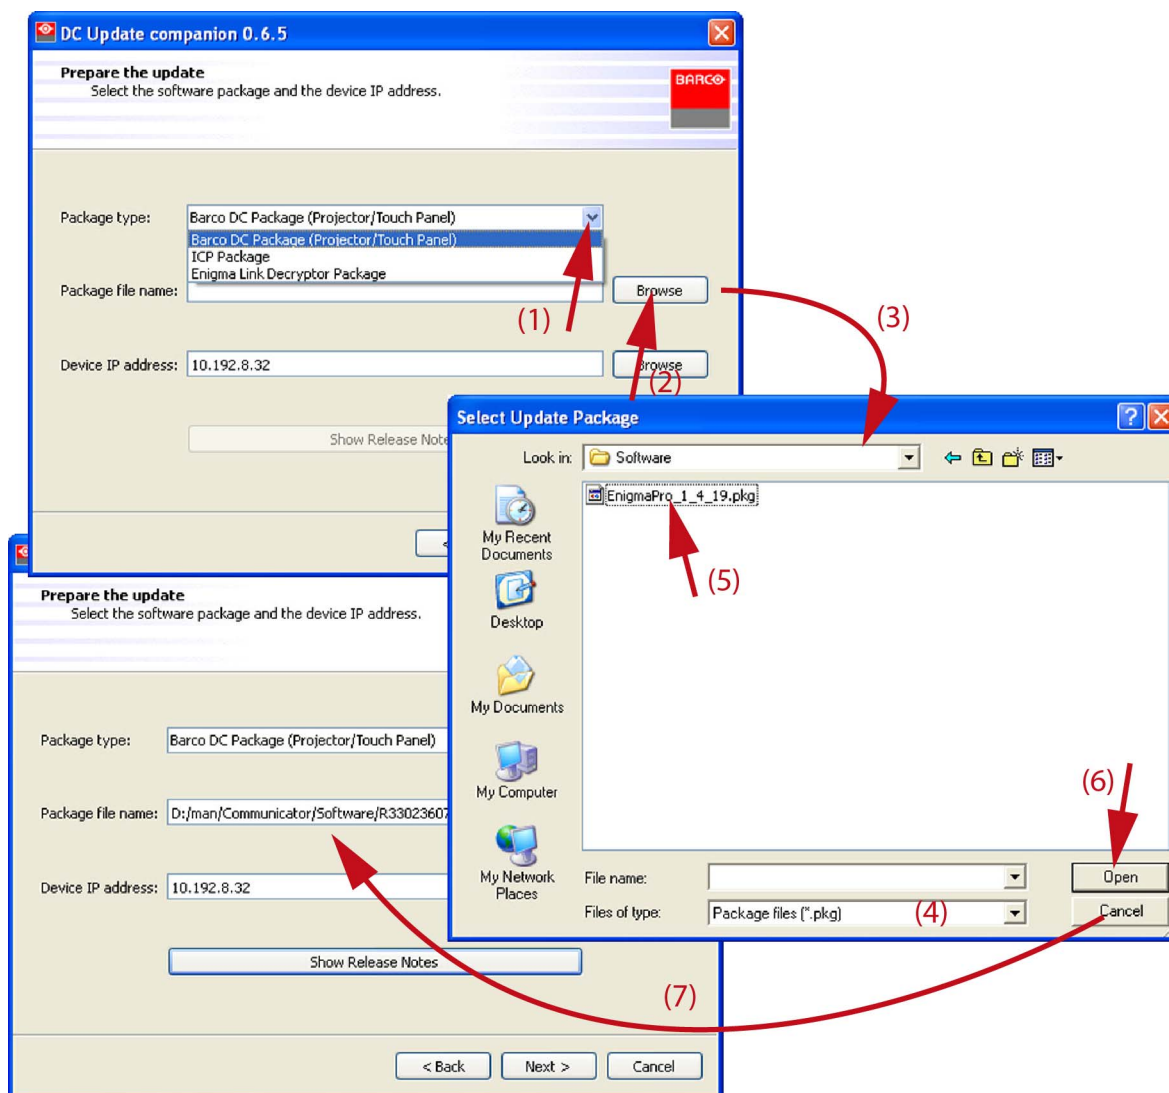 DC Update companion 0.6.5
Prepare the update
Select the software package and the device IP address.
BARCO
Package type:
Barco DC Package (Projector/Touch Panel)
Barco DC Package (Projector/Touch Panel)
ICP Package
Enigma Link Decryptor Package
Package file name:
Browse
(1)
(3)
Device IP address:
10.192.8.32
Browse
(2)
Show Release Note
<
Select Update Package
Look in:
Software
EnigmaPro_1_4_19.pkg
(5)
My Recent
Documents
Desktop
My Documents
My Computer
My Network
Places
(6)
File name:
Open
Files of type:
Package files (*.pkg)
(4)
Cancel
Prepare the update
Select the software package and the device IP address.
Package type:
Barco DC Package (Projector/Touch Panel)
Package file name:
D:/man/Communicator/Software/R33023607
Device IP address:
10.192.8.32
Show Release Notes
(7)
< Back
Next >
Cancel